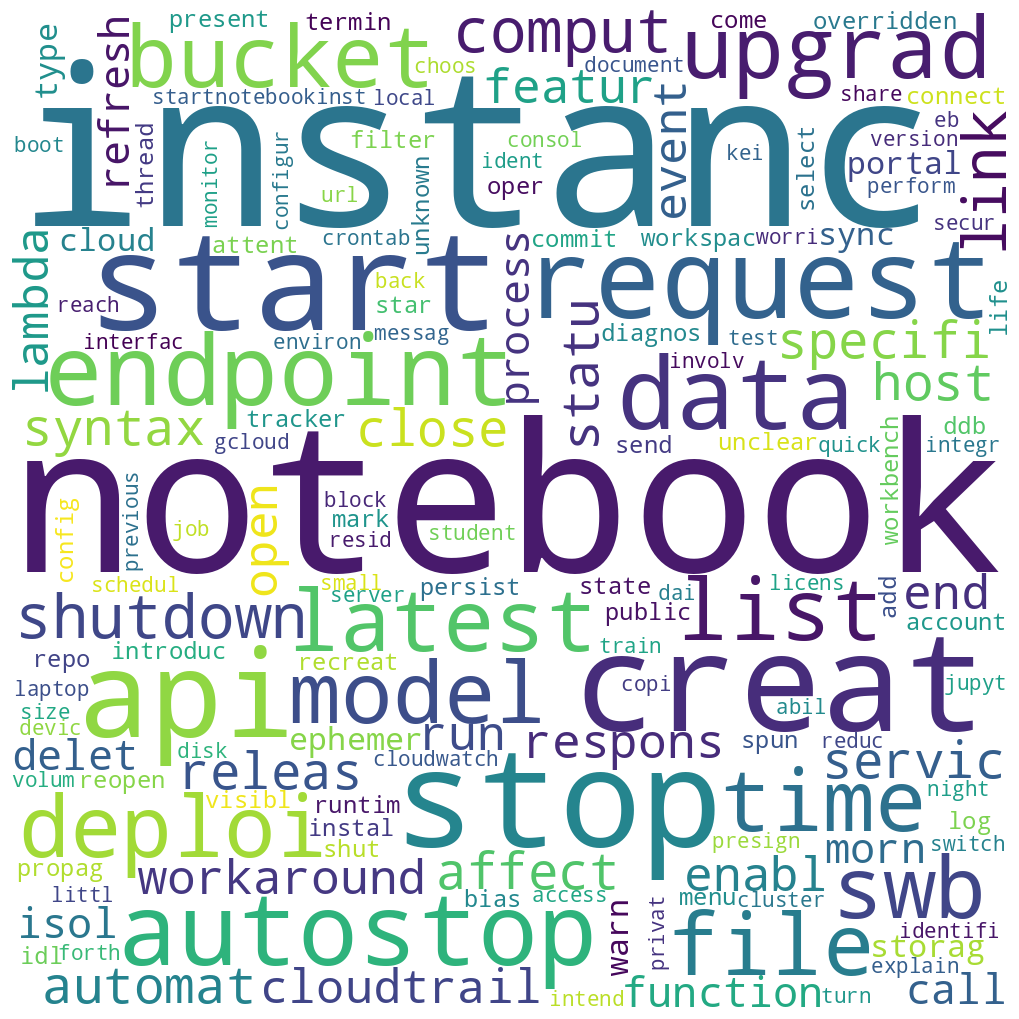 present
termin
come
overridden
type
refresh
bucket
choos
comput
document
upgrad
startnotebookinst
local
featur
event
share
connect
instanc
boot
thread
monitor
configur
filter
url
unknown
consol
ident
oper
kei
select
eb
version
portal
perform
link
secur
lambda
cloud
attent
crontab
process
commit
workspac
worri
sync
start
back
star
request
life
reach
interfac
environ
messag
statu
diagnos
test
specifi
endpoint
involv
data
host
syntax
tracker
gcloud
close
send
unclear
quick
ddb
integr
workbench
notebook
config
previous
job
open
block
mark
resid
student
schedul
small
server
persist
state
public
dai
list
licens
add
end
account
shutdown
latest
repo
introduc
recreat
train
creat
laptop
size
devic
api
model
copi
abil
jupyt
delet
disk
ephemer
run
respons
spun
reduc
servic
volum
reopen
releas
cloudwatch
stop
time
night
visibl
runtim
instal
shut
deploi
presign
log
switch
morn
propag
workaround
affect
enabl
swb
littl
bias
access
menu
cluster
isol
autostop
warn
privat
file
identifi
storag
idl
forth
explain
automat
cloudtrail
intend
function
turn
call